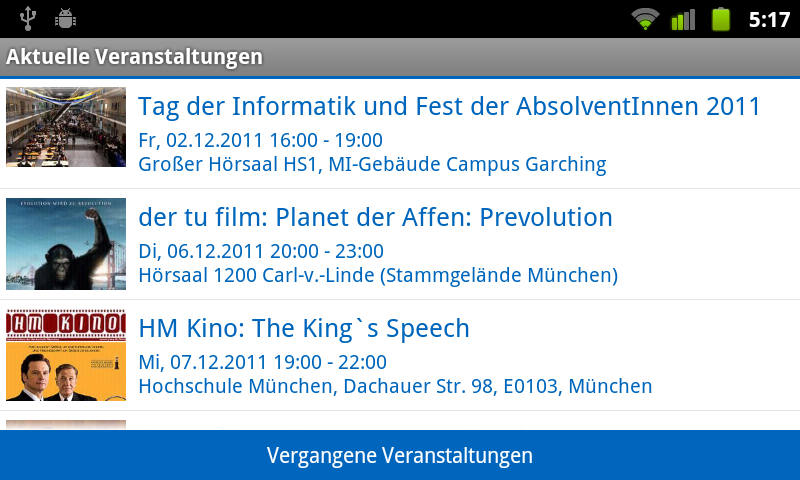 5:17
Aktuelle Veranstaltungen
Tag der Informatik und Fest der AbsolventInnen 2011
Fr, 02.12.2011 16:00 - 19:00
Großer Hörsaal HS1, MI-Gebäude Campus Garching
EVOLUTION WIRD ZU REVOLUTION
der tu film: Planet der Affen: Prevolution
Di, 06.12.2011 20:00 - 23:00
Hörsaal 1200 Carl-v.-Linde (Stammgelände München)
HM KINO
HM Kino: The King`s Speech
Mi, 07.12.2011 19:00 - 22:00
Hochschule München, Dachauer Str. 98, E0103, München
Vergangene Veranstaltungen